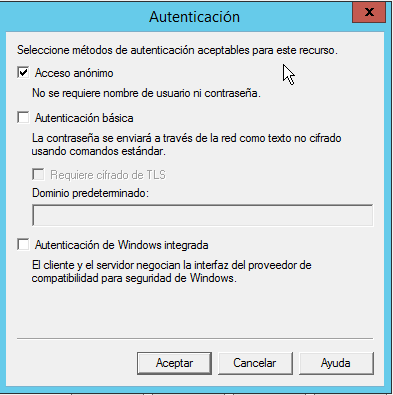 Autenticación
x
Seleccione métodos de autenticación aceptables para este recurso.
Acceso anónimo
No se requiere nombre de usuario ni contraseña.
Autenticación básica
La contraseña se enviará a través de la red como texto no cifrado
usando comandos estándar.
Requiere cifrado de TLS
Dominio predeterminado:
Autenticación de Windows integrada
El cliente y el servidor negocian la interfaz del proveedor de
compatibilidad para seguridad de Windows.
Aceptar Cancelar Ayuda